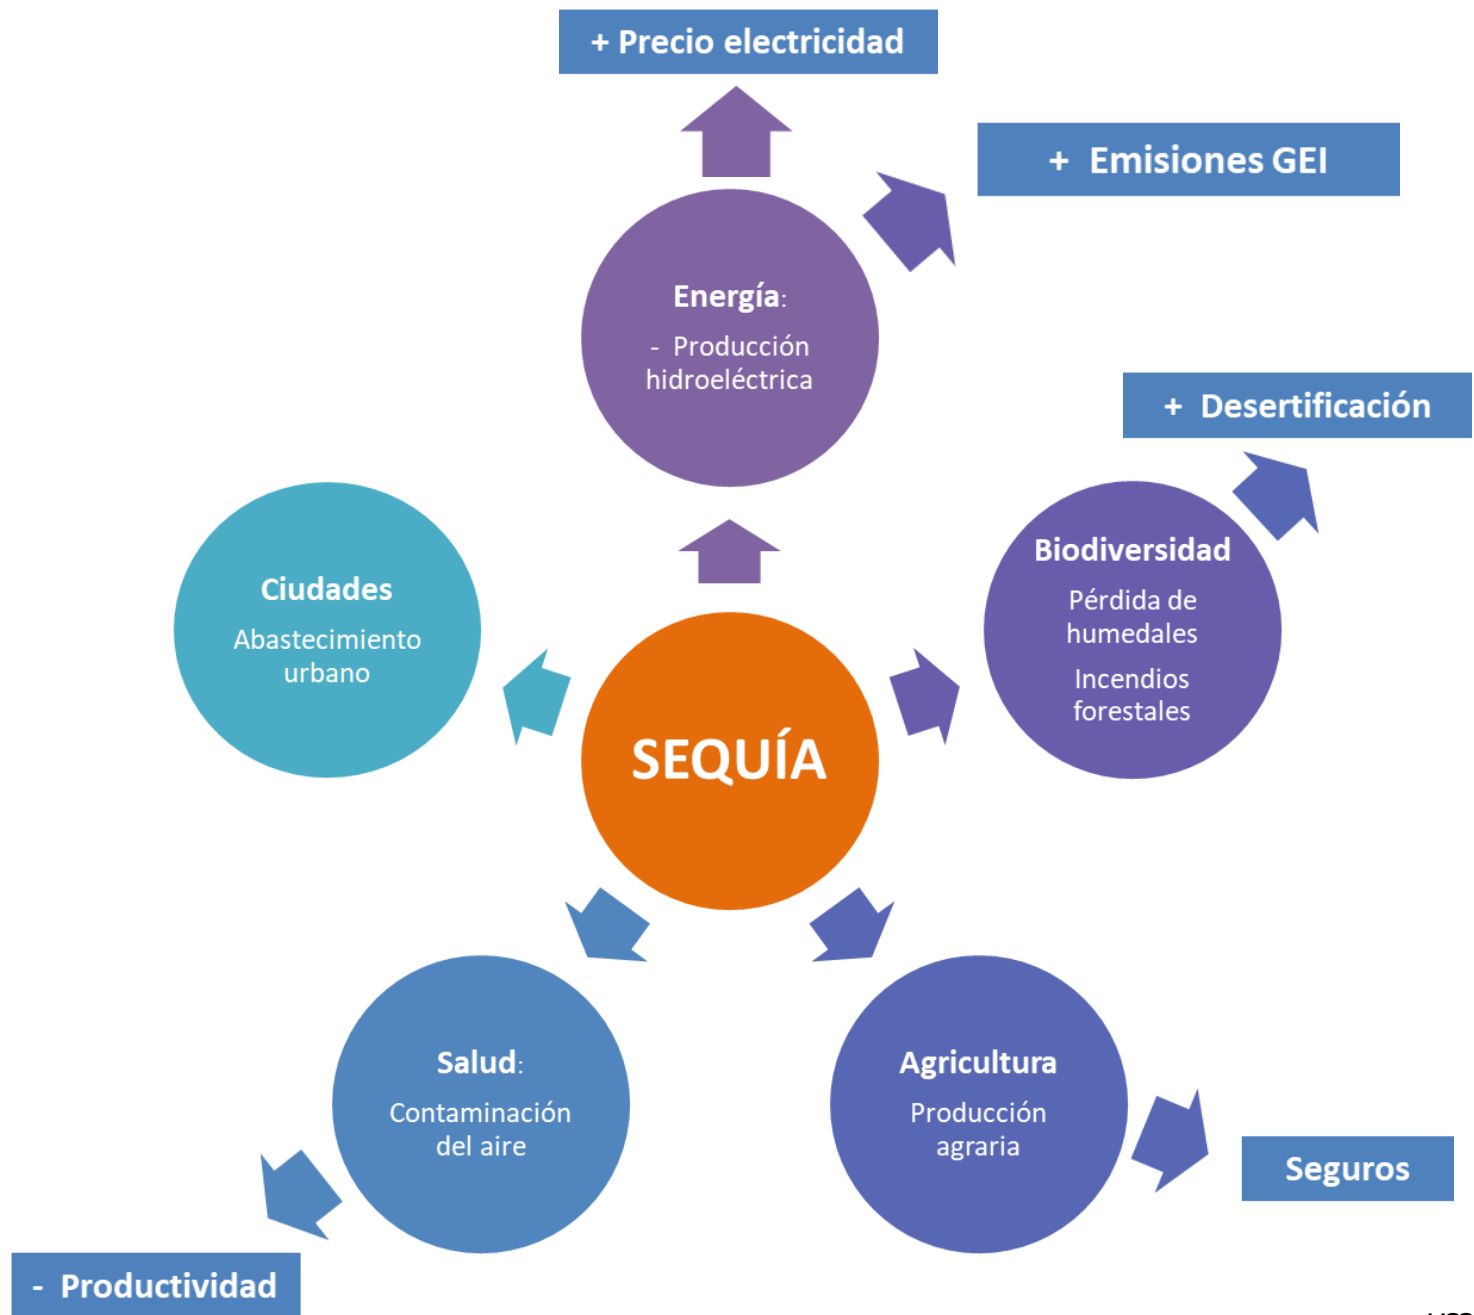 + Precio electricidad
+ Emisiones GEI
Energía:
- Producción
hidroeléctrica
+ Desertificación
Biodiversidad
Pérdida de
humedales
Incendios
forestales
Ciudades
Abastecimiento
urbano
SEQUÍA
Salud:
Contaminación
del aire
Agricultura
Producción
agraria
Seguros
- Productividad